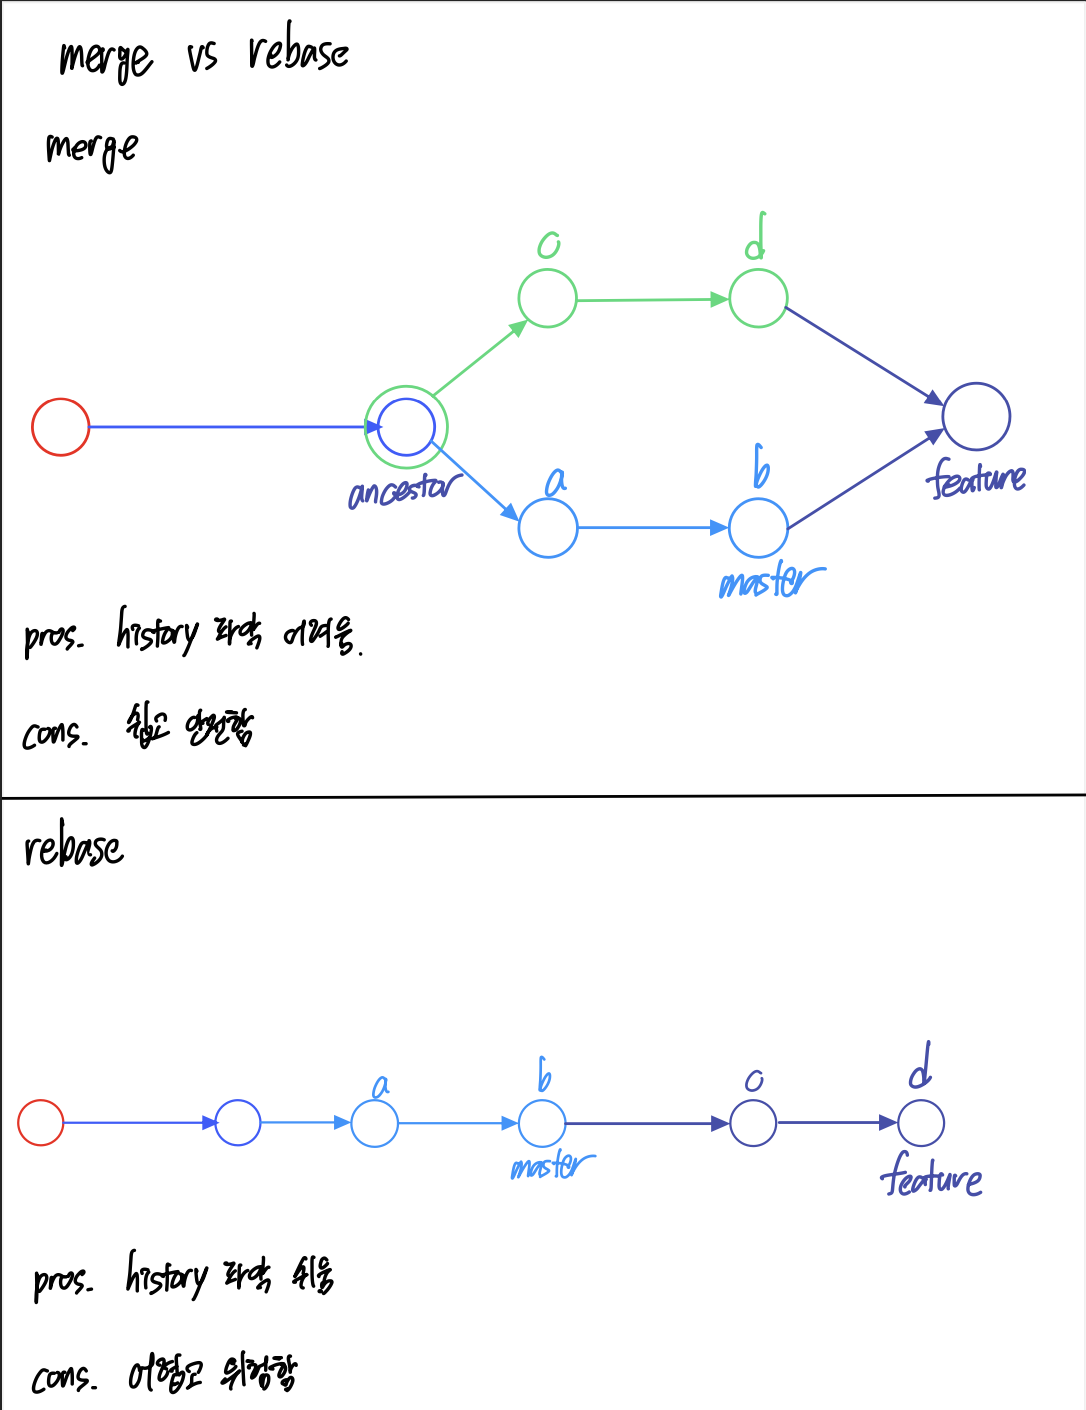 merge vs rebase
merge
c
d
ancestor
a
b
feature
master
pros. history 파악 어려움.
cons. 쉽고 안전함
rebase
a
b
c
d
master
feature
pros. history 파악 쉬움
cons. 어렵고 위험함